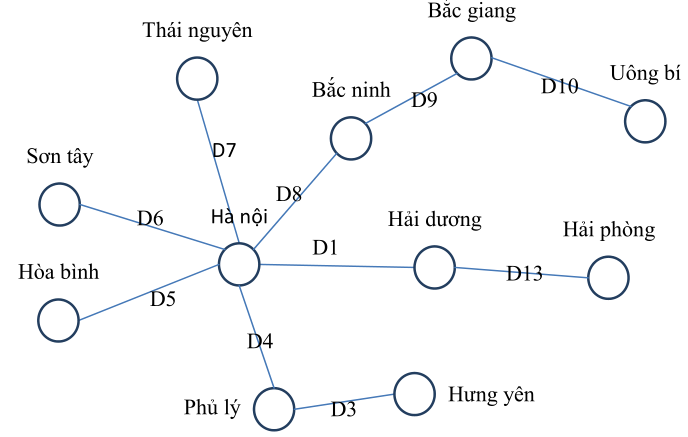 Bắc giang
Thái nguyên
Uông bí
Bắc ninh
D10
D9
D7
Sơn tây
D8
Hà nội
D6
Hải dương
Hải phòng
D1
Hòa bình
D13
D5
D4
Hưng yên
Phủ lý
D3